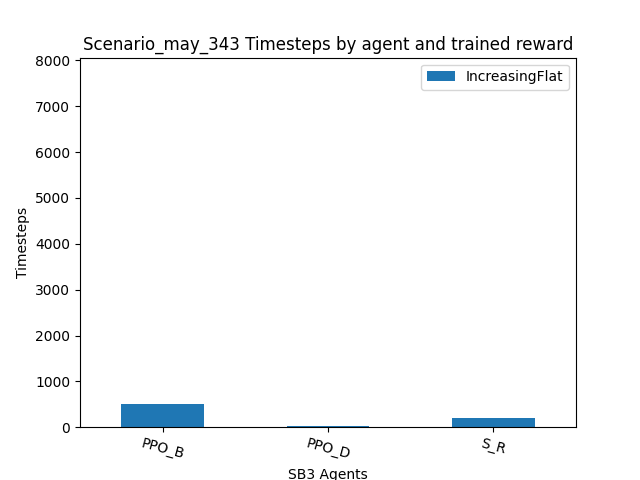 Scenario_may_343 Timesteps by agent and trained reward
IncreasingFlat
8000
7000
6000
5000
4000
3000
2000
1000
0
Timesteps
PPO_B
PPO_D
S_R
SB3 Agents